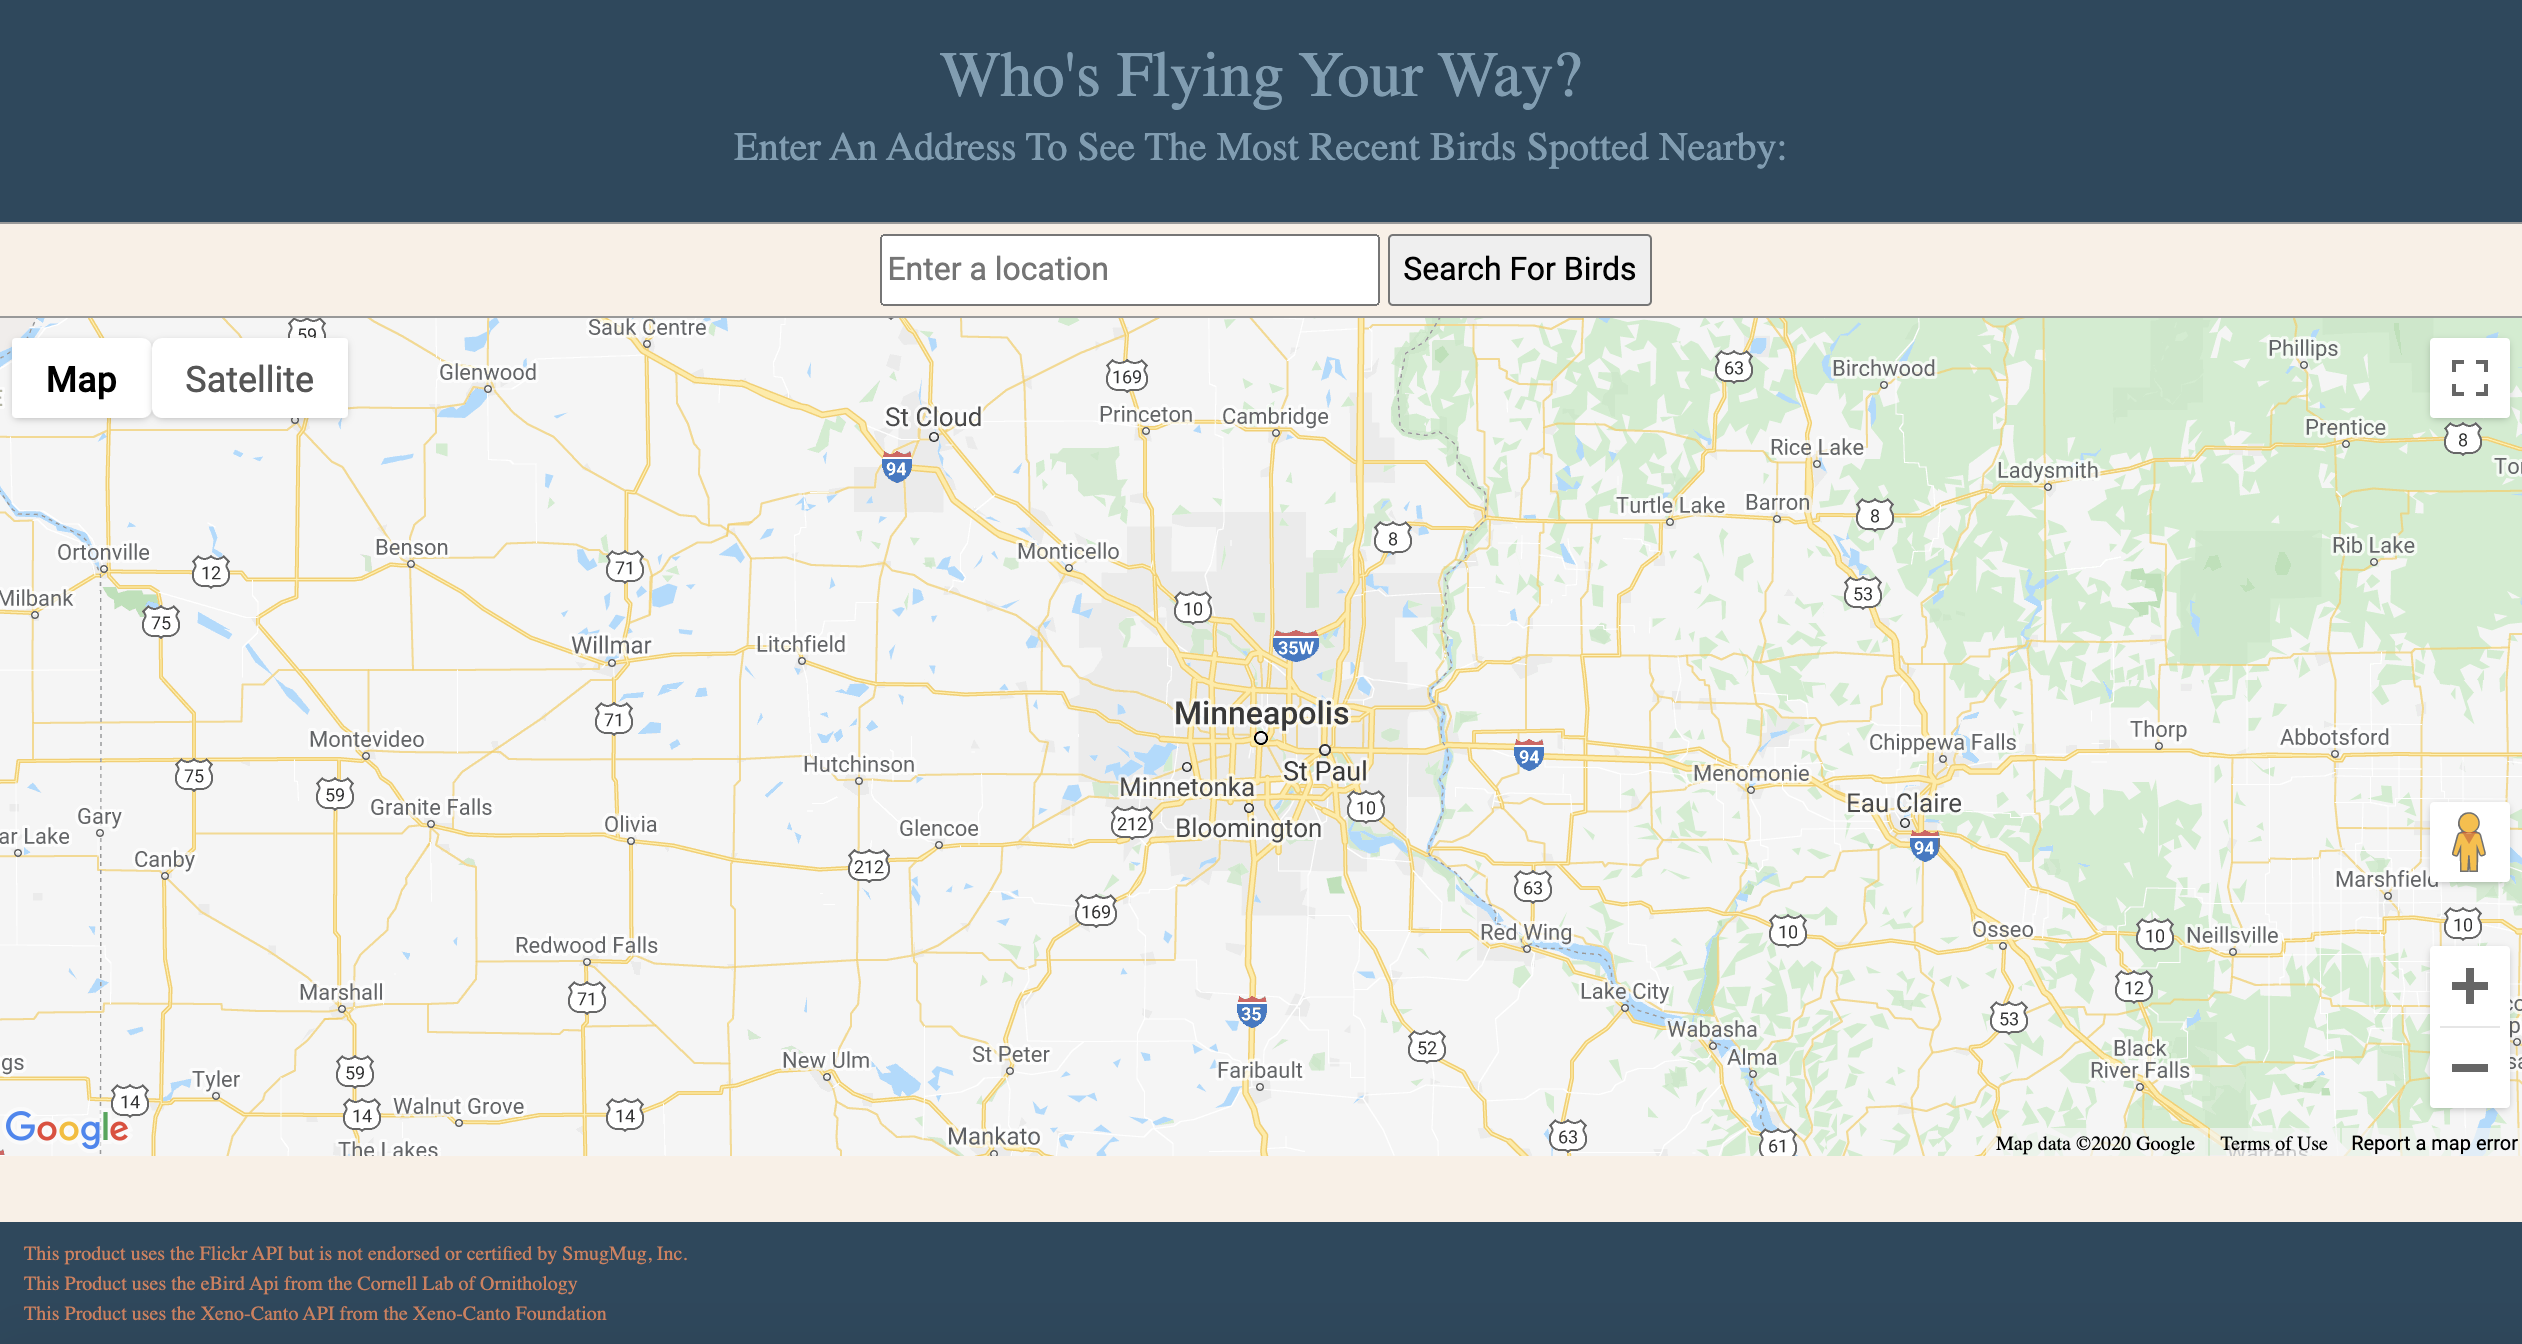 Who's Flying Your Way?
Enter An Address To See The Most Recent Birds Spotted Nearby:
Enter a location
Search For Birds
59
Sauk Centre
Map
Satellite
Glenwood
169
63
Birchwood
Phillips
St Cloud
Princeton
Cambridge
Prentice
8
94
Rice Lake
Ladysmith
Turtle Lake
Barron
8
Ortonville
12
Benson
71
Monticello
8
Rib Lake
Milbank
75
10
53
Willmar
Litchfield
35W
71
Minneapolis
Montevideo
Hutchinson
94
Chippewa Falls
Thorp
Abbotsford
75
59
Granite Falls
Minnetonka
St Paul
Menomonie
Eau Claire
Gary
ar Lake
Olivia
Glencoe
212
Bloomington
10
94
Canby
212
63
Marshfield
169
Red Wing
10
Osseo
10
Neillsville
10
Redwood Falls
Marshall
71
35
Lake City
12
53
Wabasha
52
Alma
gs
Tyler
59
New Ulm
St Peter
Faribault
Black
River Falls
14
14
Walnut Grove
14
Mankato
63
61
Google
The Lakes
Map data ©2020 Google
Terms of Use
Report a map error
This product uses the Flickr API but is not endorsed or certified by SmugMug, Inc.
This Product uses the eBird Api from the Cornell Lab of Ornithology
This Product uses the Xeno-Canto API from the Xeno-Canto Foundation